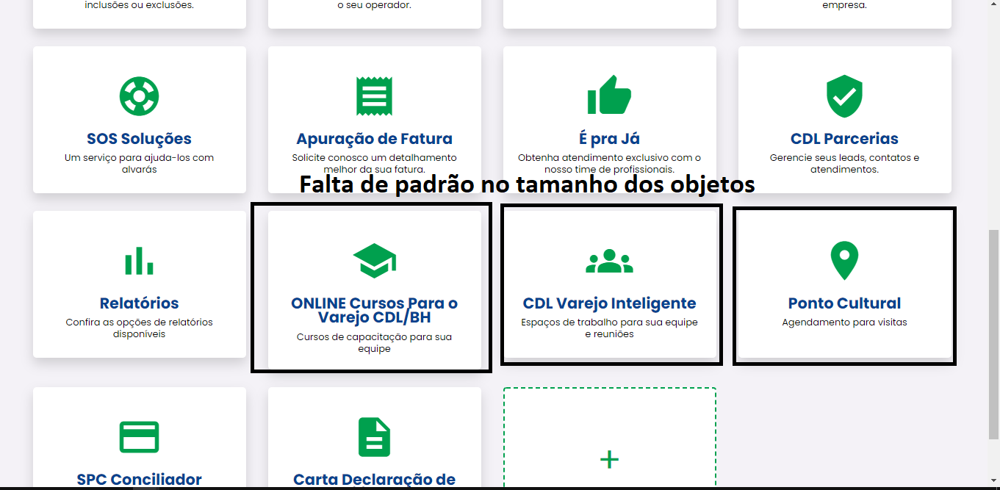 inclusões ou exclusões.
o seu operador.
empresa.
SOS Soluções
Um serviço para ajuda-los com
alvarás
Apuração de Fatura
Solicite conosco um detalhamento
melhor da sua fatura.
É pra Já
Obtenha atendimento exclusivo com o
nosso time de profissionais.
CDL Parcerias
Gerencie seus leads, contatos e
atendimentos.
Falta de padrão no tamanho dos objetos
Relatórios
Confira as opções de relatórios
disponíveis
ONLINE Cursos Para o
Varejo CDL/BH
Cursos de capacitação para sua
equipe
CDL Varejo Inteligente
Espaços de trabalho para sua equipe
e reuniões
Ponto Cultural
Agendamento para visitas
SPC Conciliador
Carta Declaração de